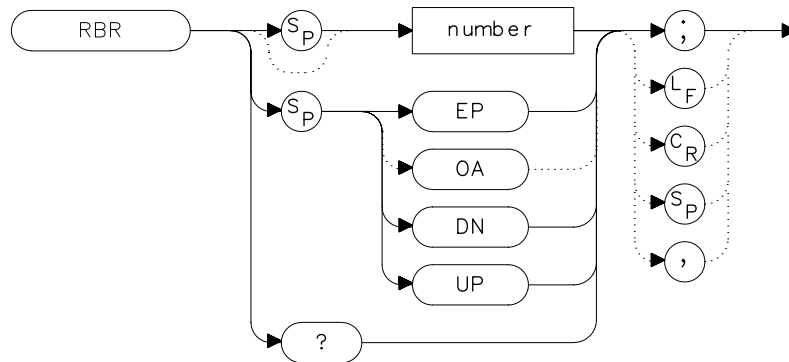 RBR
SP
number
;
LF
SP
EP
CR
OA
SP
DN
,
UP
?